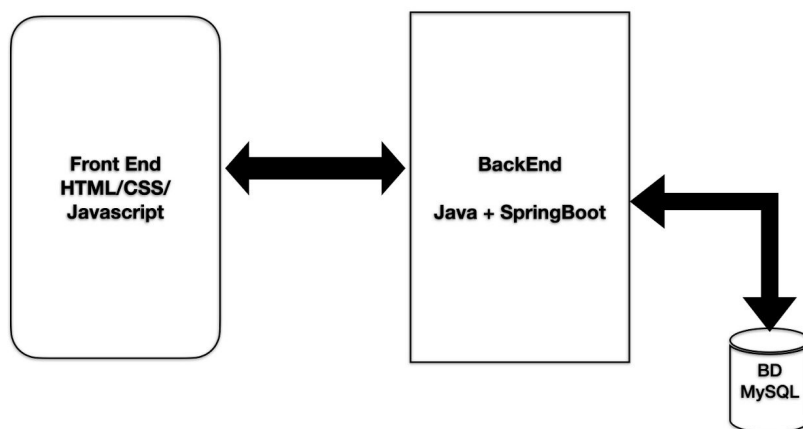 Front End
HTML/CSS/
Javascript
BackEnd
Java + SpringBoot
BD
MySQL